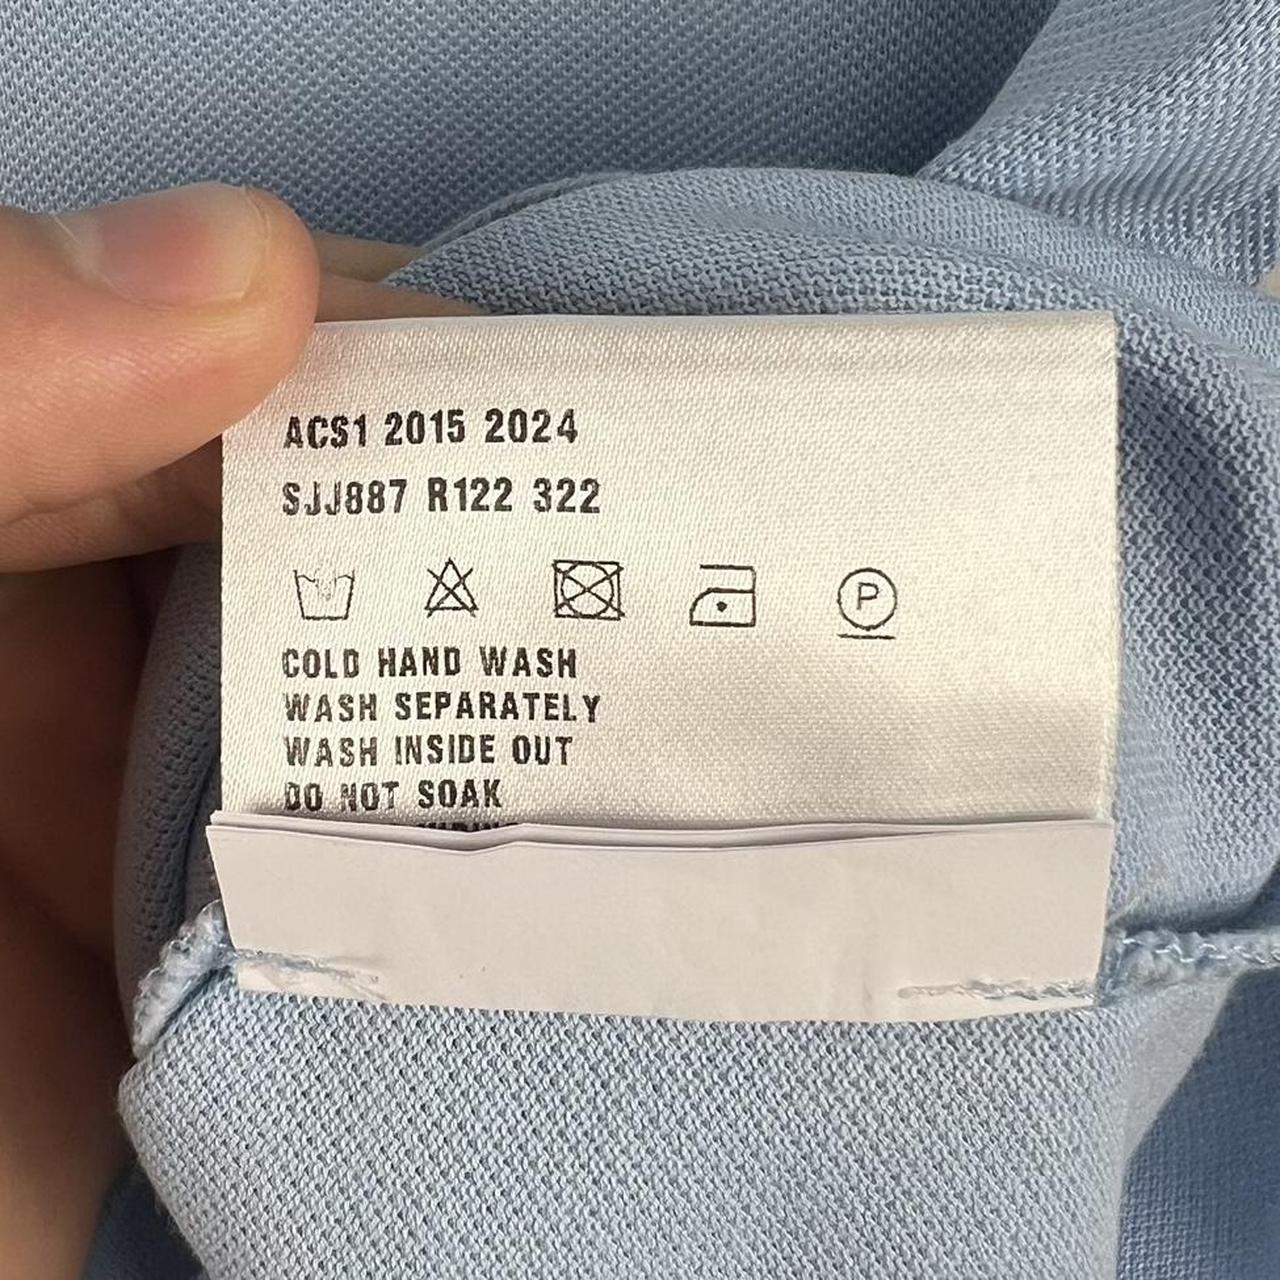 ACS1 2015 2024
SJJ887 R122 322
P
COLD HAND WASH
WASH SEPARATELY
WASH INSIDE OUT
DO NOT SOAK